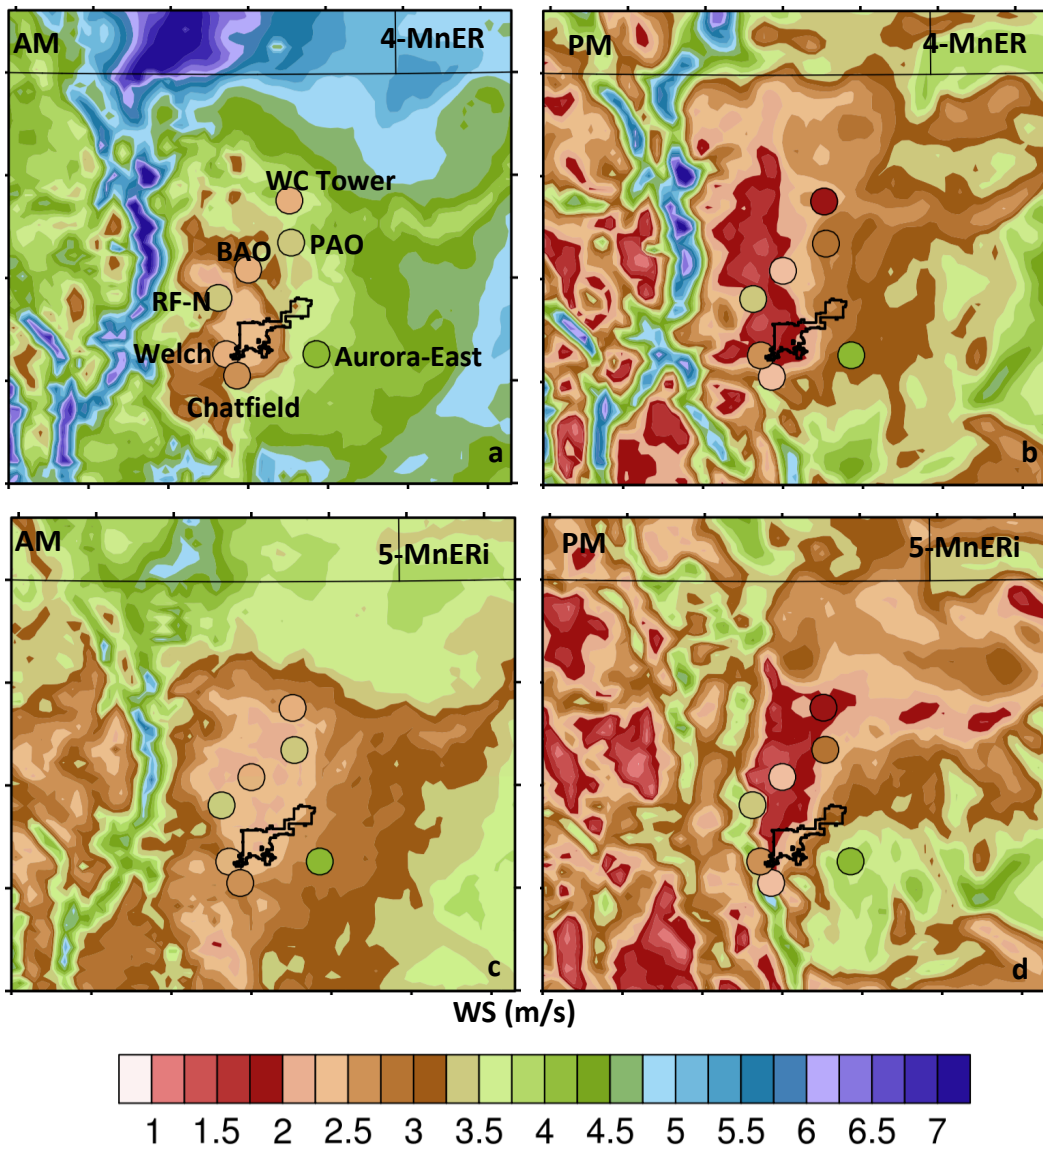 AM 4-MnER
PM 4-MnER
WC Tower
BAO PAO
RF-N
Welch Aurora-East
Chatfield
a
b
AM 5-MnERi
PM 5-MnERi
c
d
WS (m/s)
1 1.5 2 2.5 3 3.5 4 4.5 5 5.5 6 6.5 7